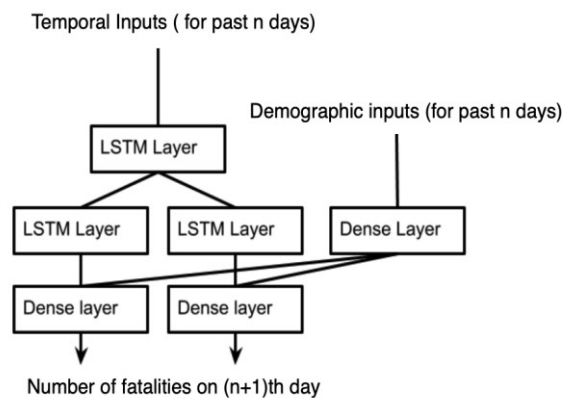 Temporal Inputs ( for past n days)
Demographic inputs (for past n days)
LSTM Layer
LSTM Layer
LSTM Layer
Dense Layer
Dense layer
Dense layer
Number of fatalities on (n+1)th day